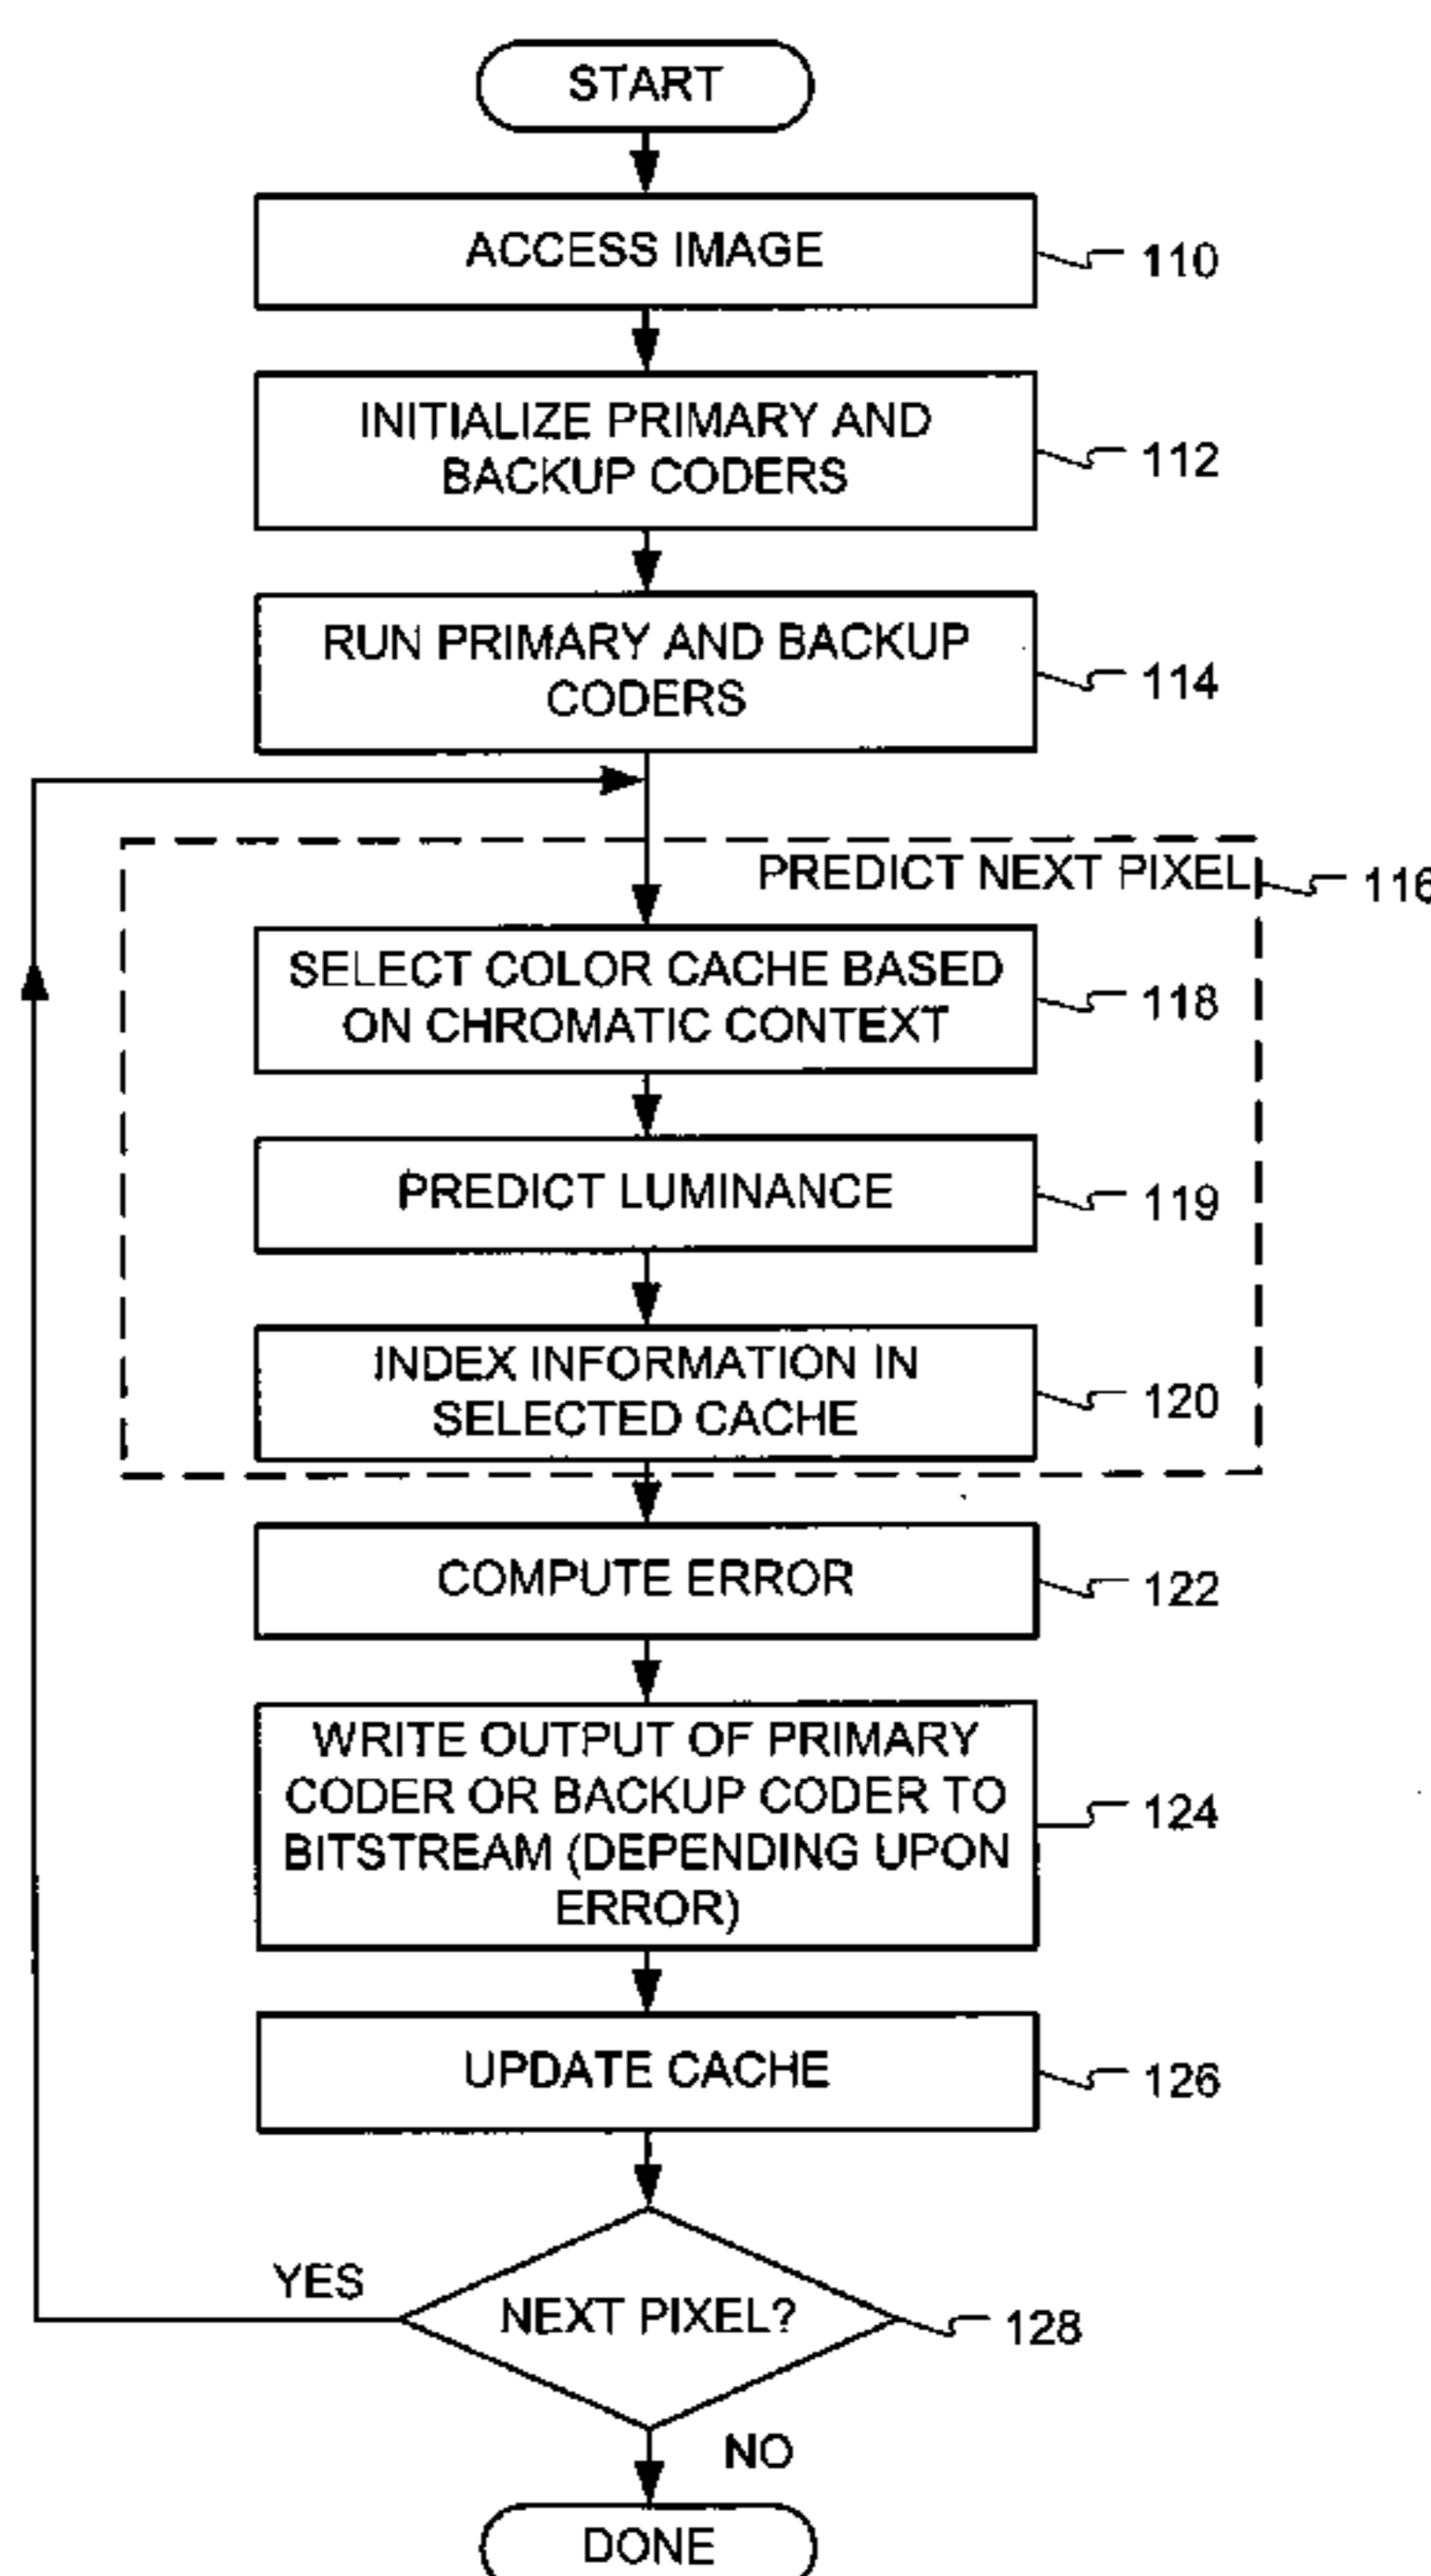 START
ACCESS IMAGE
110
INITIALIZE PRIMARY AND
BACKUP CODERS
112
RUN PRIMARY AND BACKUP
CODERS
114
PREDICT NEXT PIXEL
116
SELECT COLOR CACHE BASED
ON CHROMATIC CONTEXT
118
PREDICT LUMINANCE
119
INDEX INFORMATION IN
SELECTED CACHE
120
COMPUTE ERROR
122
WRITE OUTPUT OF PRIMARY
CODER OR BACKUP CODER TO
BITSTREAM (DEPENDING UPON
ERROR)
124
UPDATE CACHE
126
YES
NEXT PIXEL?
128
NO
DONE